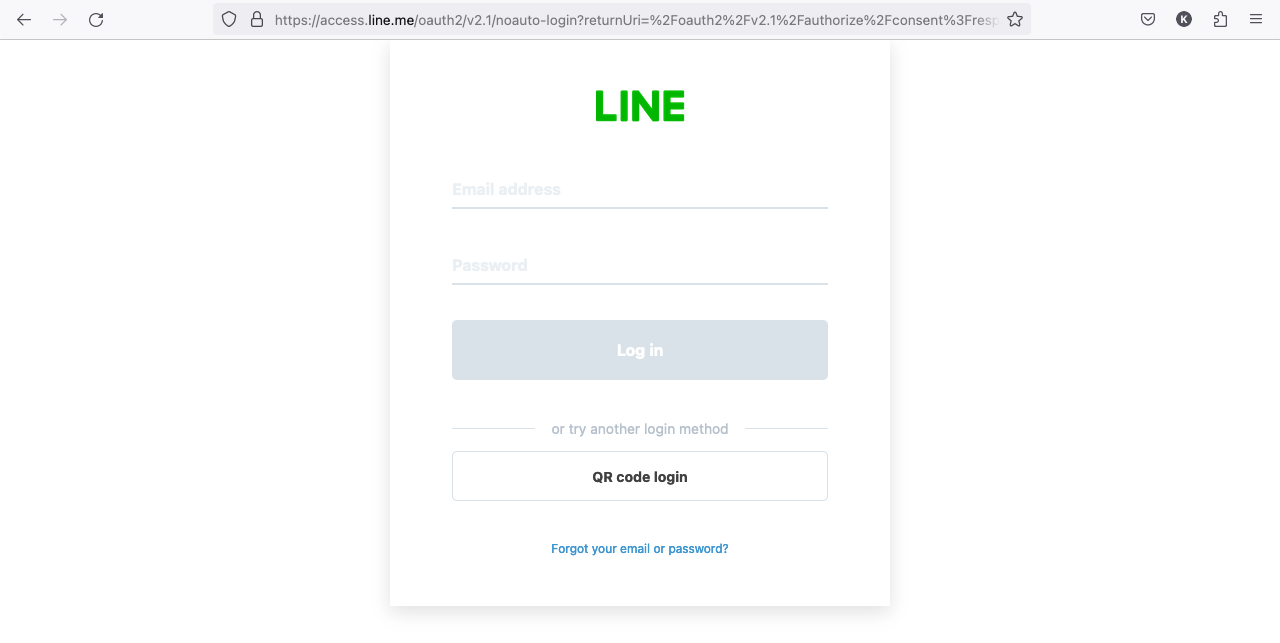 https://access.line.me/oauth2/v2.1/noauto-login?returnUri=%2Foauth2%2Fv2.1%2Fauthorize%2Fconsent%3Fresp
K
LINE
Email address
Password
Log in
or try another login method
QR code login
Forgot your email or password?